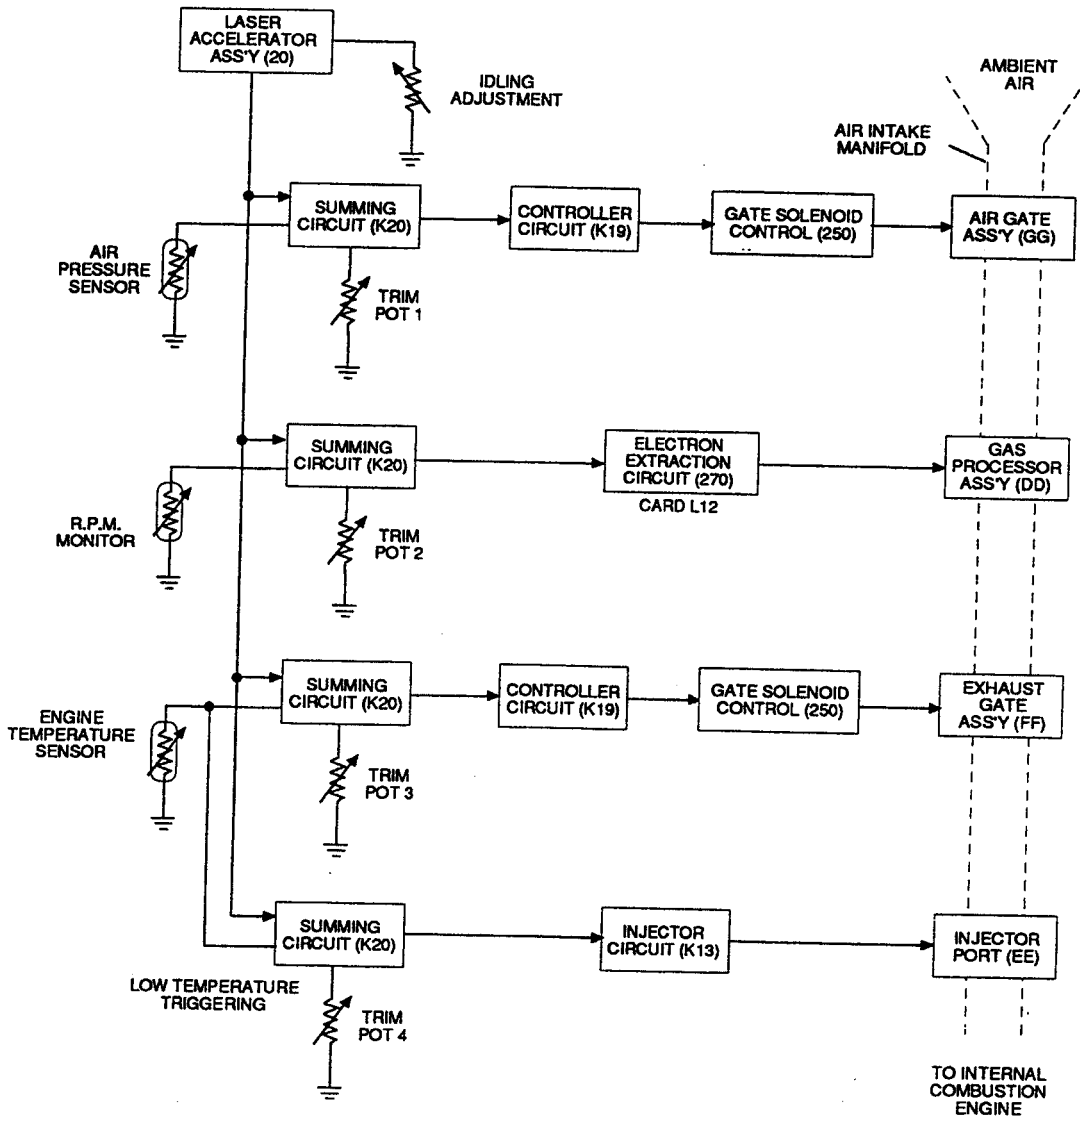 LASER
ACCELERATOR
ASS'Y (20)
IDLING
ADJUSTMENT
AMBIENT
AIR
AIR INTAKE
MANIFOLD
SUMMING
CIRCUIT (K20)
CONTROLLER
CIRCUIT (K19)
GATE SOLENOID
CONTROL (250)
AIR GATE
ASS'Y (GG)
AIR
PRESSURE
SENSOR
TRIM
POT 1
SUMMING
CIRCUIT (K20)
ELECTRON
EXTRACTION
CIRCUIT (270)
CARD L12
GAS
PROCESSOR
ASS'Y (DD)
R.P.M.
MONITOR
TRIM
POT 2
SUMMING
CIRCUIT (K20)
CONTROLLER
CIRCUIT (K19)
GATE SOLENOID
CONTROL (250)
EXHAUST
GATE
ASS'Y (FF)
ENGINE
TEMPERATURE
SENSOR
TRIM
POT 3
SUMMING
CIRCUIT (K20)
INJECTOR
CIRCUIT (K13)
INJECTOR
PORT (EE)
LOW TEMPERATURE
TRIGGERING
TRIM
POT 4
TO INTERNAL
COMBUSTION
ENGINE